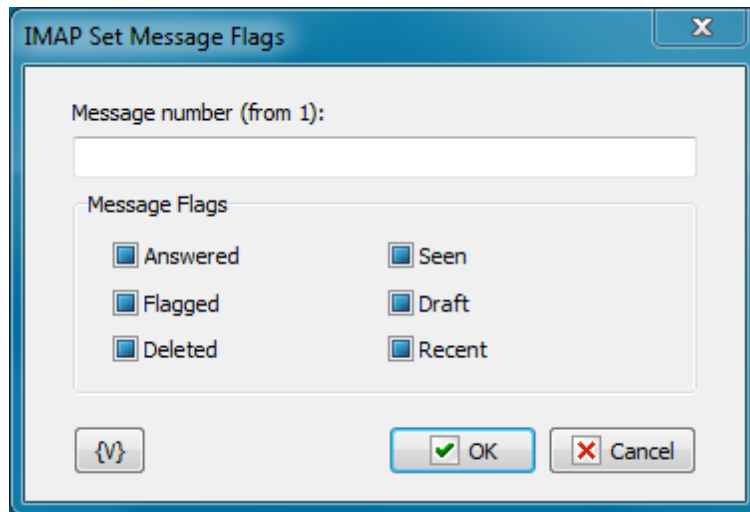 IMAP Set Message Flags
Message number (from 1):
Message Flags
Answered
Seen
Flagged
Draft
Deleted
Recent
{V}
OK
Cancel